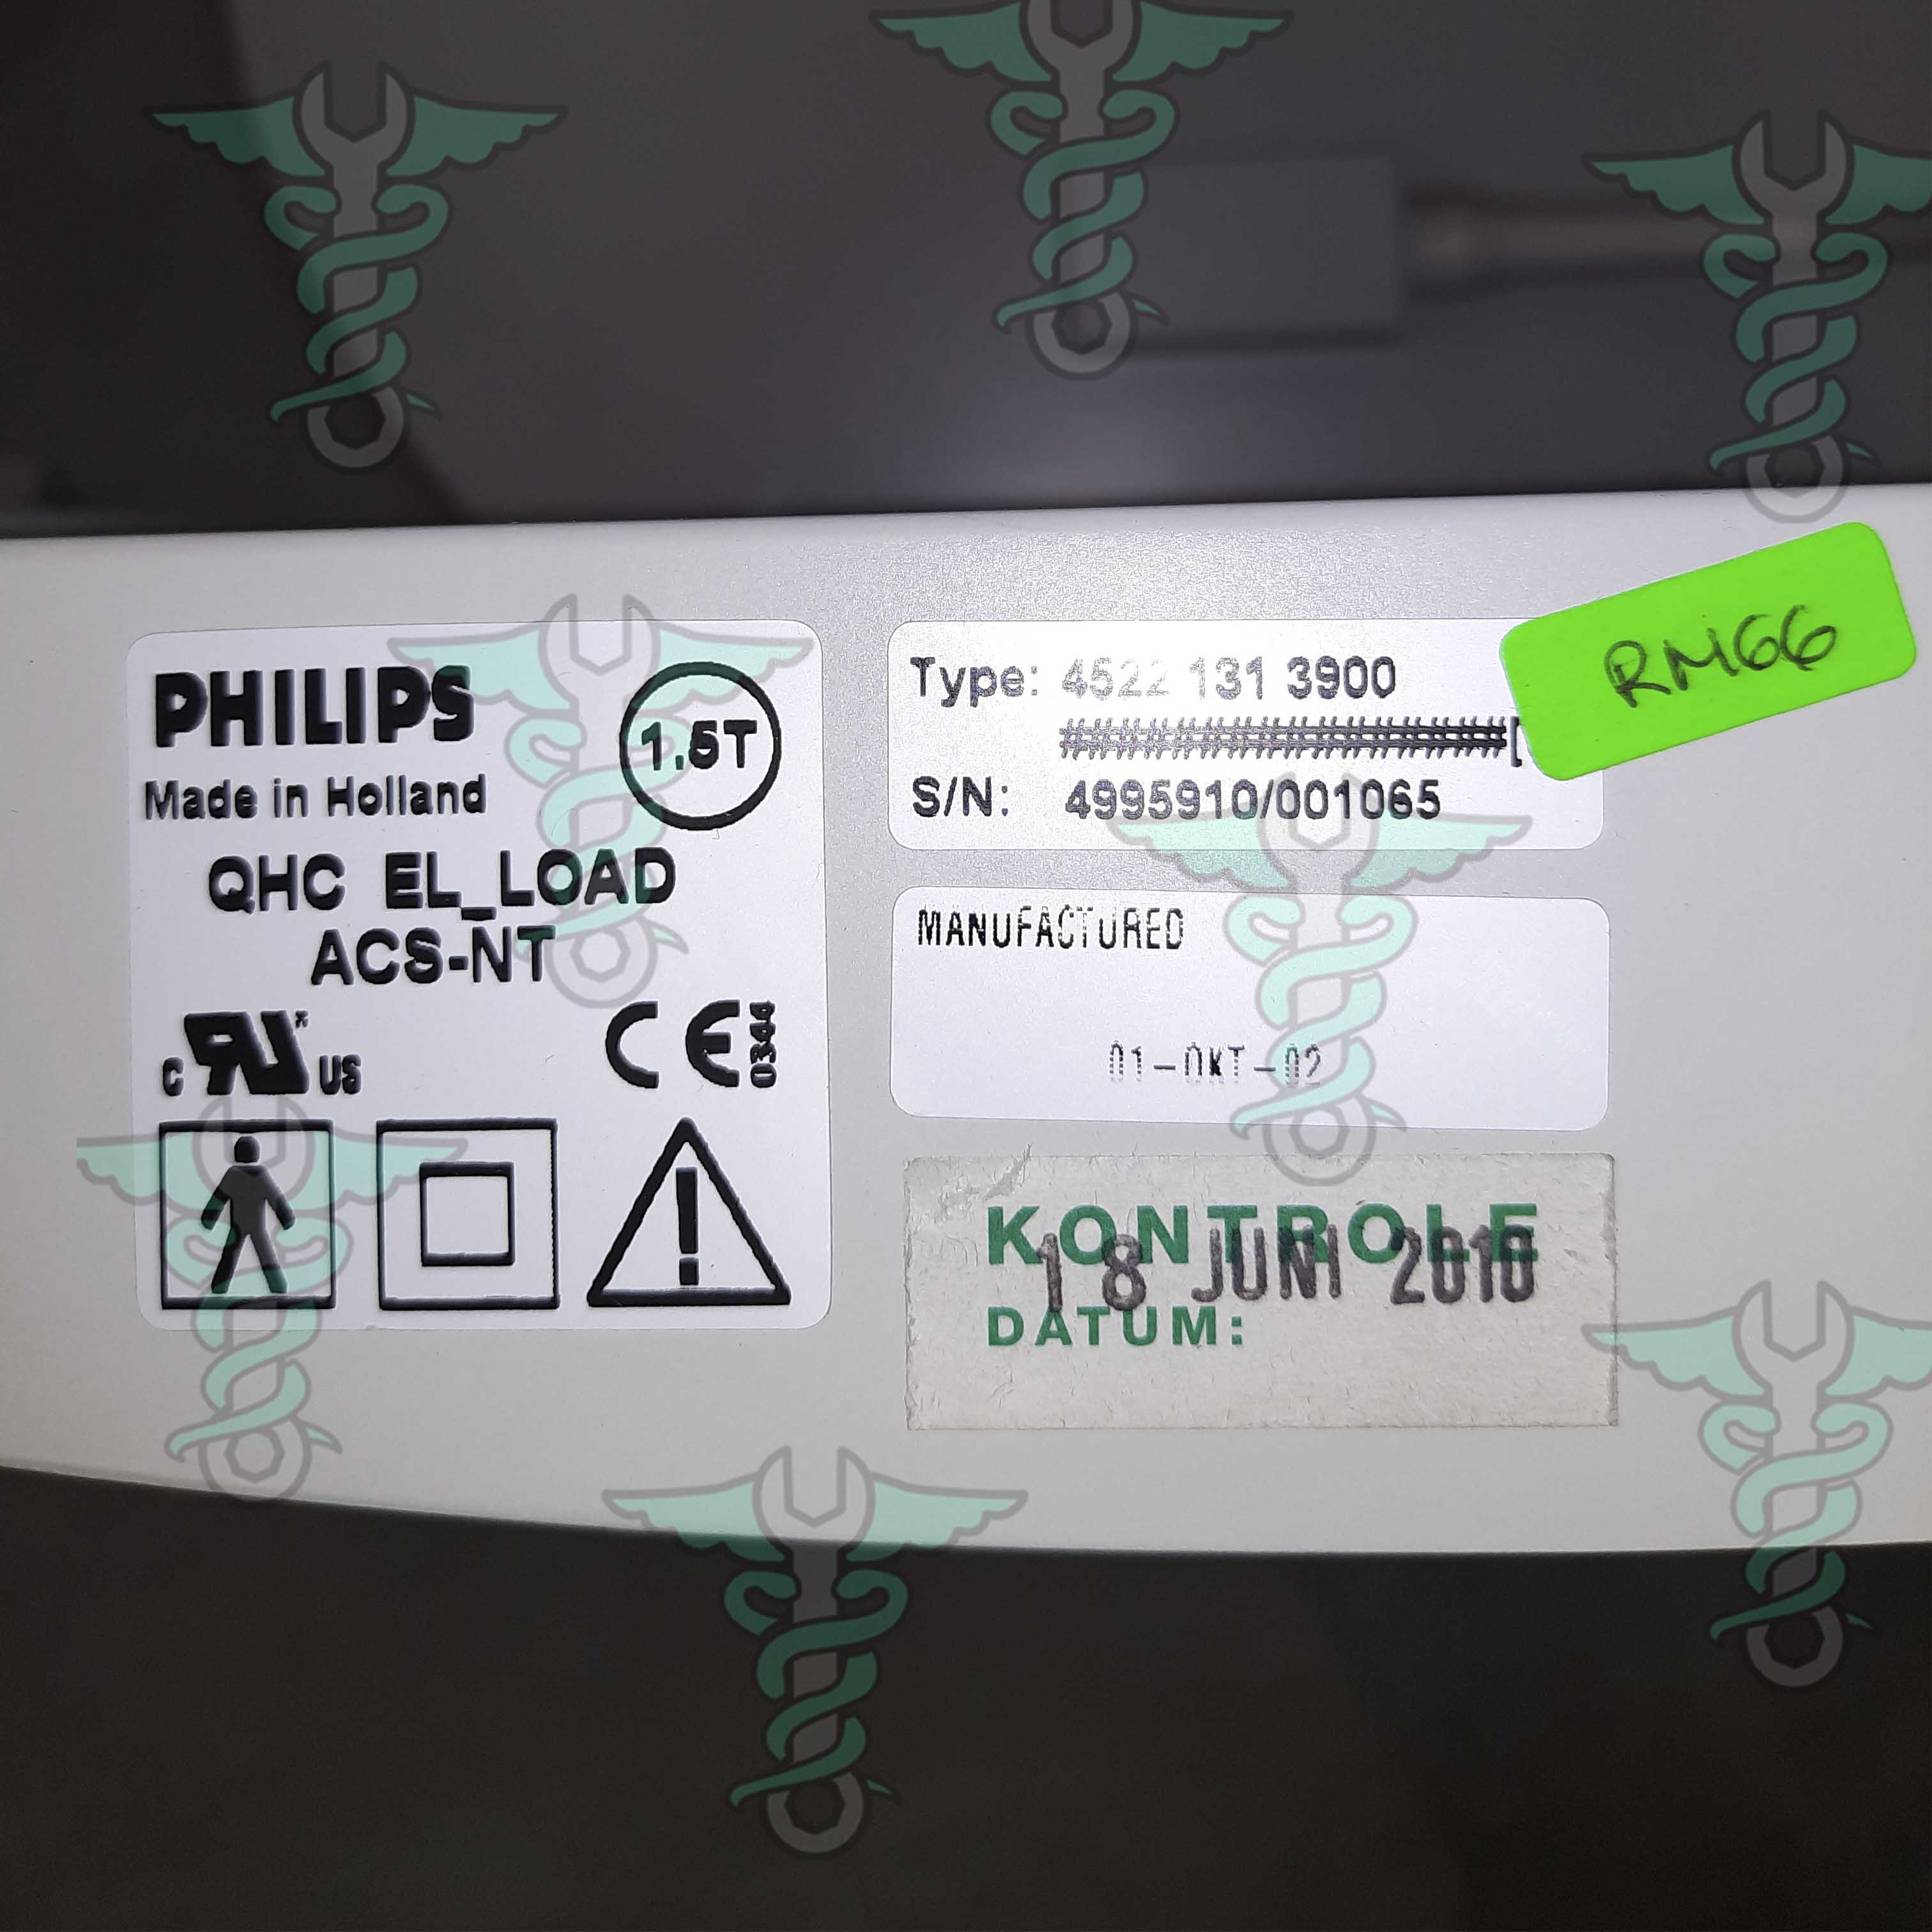 PHILIPS
1.5T
Made in Holland
QHC EL_LOAD
ACS-NT
C RU US
CE 0344
Type: 4522 131 3900
####################[
S/N: 4995910/001065
RM66
MANUFACTURED
01-OKT-02
KONTROLE
18 JUNI 2010
DATUM: